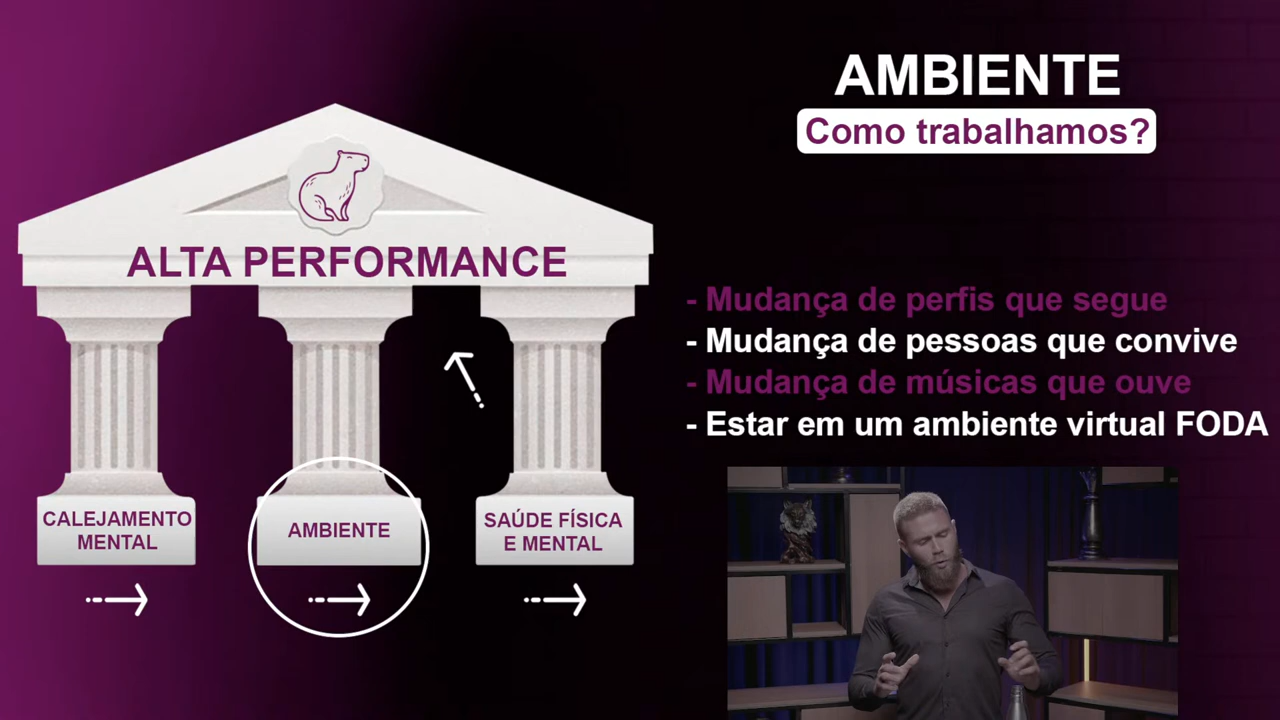 AMBIENTE
Como trabalhamos?
ALTA PERFORMANCE
- Mudança de perfis que segue
- Mudança de pessoas que convive
- Mudança de músicas que ouve
- Estar em um ambiente virtual FODA
CALEJAMENTO
MENTAL
AMBIENTE
SAÚDE FÍSICA
E MENTAL